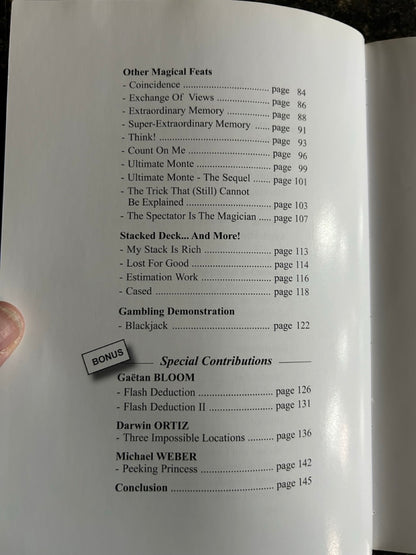 Other Magical Feats
- Coincidence ............................... page 84
- Exchange Of Views ................... page 86
- Extraordinary Memory ............... page 88
- Super-Extraordinary Memory ..... page 91
- Think! ........................................ page 93
- Count On Me ............................. page 96
- Ultimate Monte .......................... page 99
- Ultimate Monte - The Sequel ...... page 101
- The Trick That (Still) Cannot
Be Explained .............................. page 103
- The Spectator Is The Magician ..... page 107
Stacked Deck... And More!
- My Stack Is Rich ........................ page 113
- Lost For Good ............................ page 114
- Estimation Work ........................ page 116
- Cased .......................................... page 118
Gambling Demonstration
- Blackjack ................................... page 122
BONUS
Special Contributions
Gaëtan BLOOM
- Flash Deduction .......................... page 126
- Flash Deduction II ....................... page 131
Darwin ORTIZ
- Three Impossible Locations .......... page 136
Michael WEBER
- Peeking Princess .......................... page 142
Conclusion ..................................... page 145